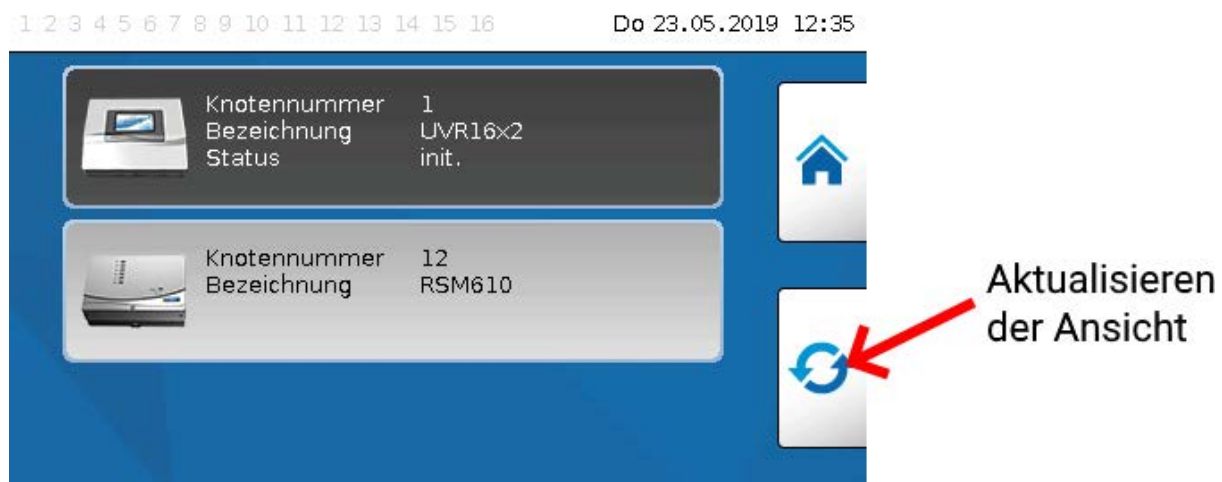 1 2 3 4 5 6 7 8 9 10 11 12 13 14 15 16 Do 23.05.2019 12:35
Knotennummer 1
Bezeichnung UVR16x2
Status init.
Knotennummer 12
Bezeichnung RSM610
Aktualisieren
der Ansicht